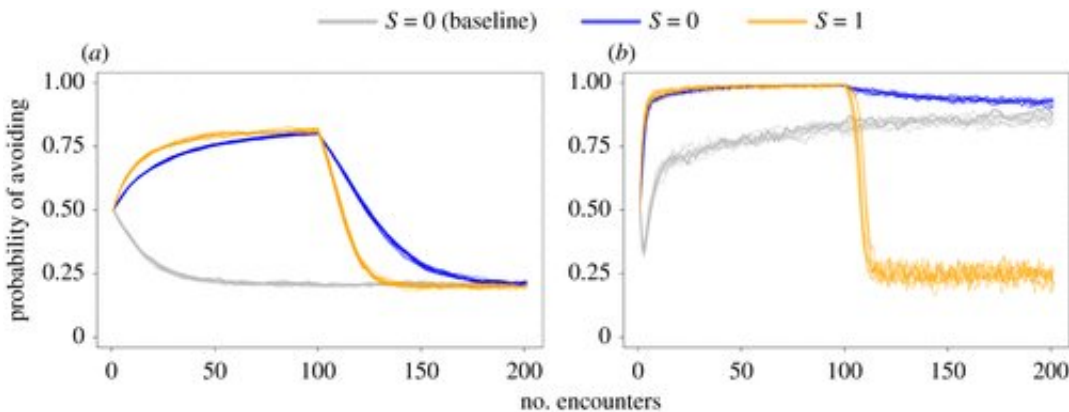 S = 0 (baseline) S = 0 S = 1
(a) (b)
1.00 1.00
0.75 0.75
0.50 0.50
0.25 0.25
0 0
probability of avoiding
0 50 100 150 200 0 50 100 150 200
no. encounters